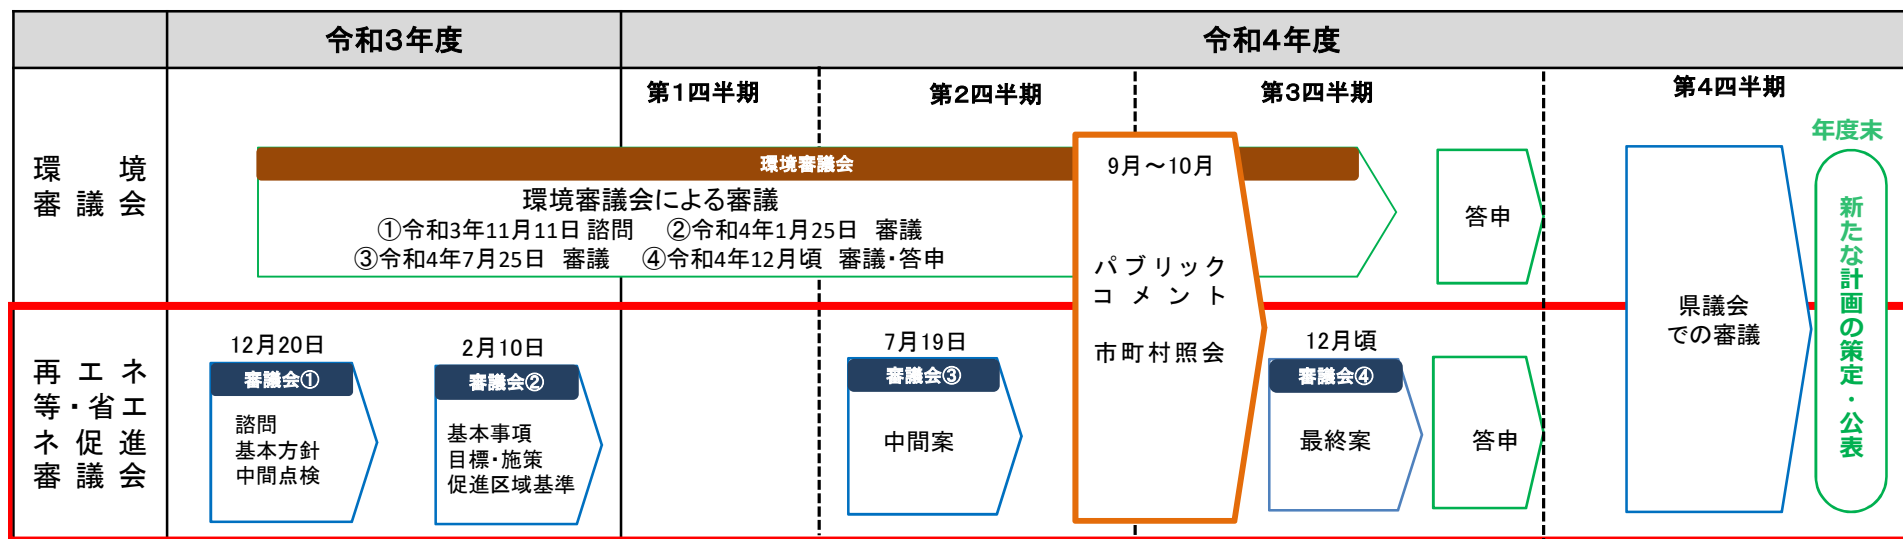 令和3年度
令和4年度
第1四半期
第2四半期
第3四半期
第4四半期
環境
審議会
環境審議会
環境審議会による審議
①令和3年11月11日 諮問 ②令和4年1月25日 審議
③令和4年7月25日 審議 ④令和4年12月頃 審議・答申
9月～10月
パブリック
コメント
市町村照会
答申
県議会
での審議
年度末
新たな計画の策定・公表
再エネ
等・省エ
ネ促進
審議会
12月20日
審議会①
諮問
基本方針
中間点検
2月10日
審議会②
基本事項
目標・施策
促進区域基準
7月19日
審議会③
中間案
12月頃
審議会④
最終案
答申